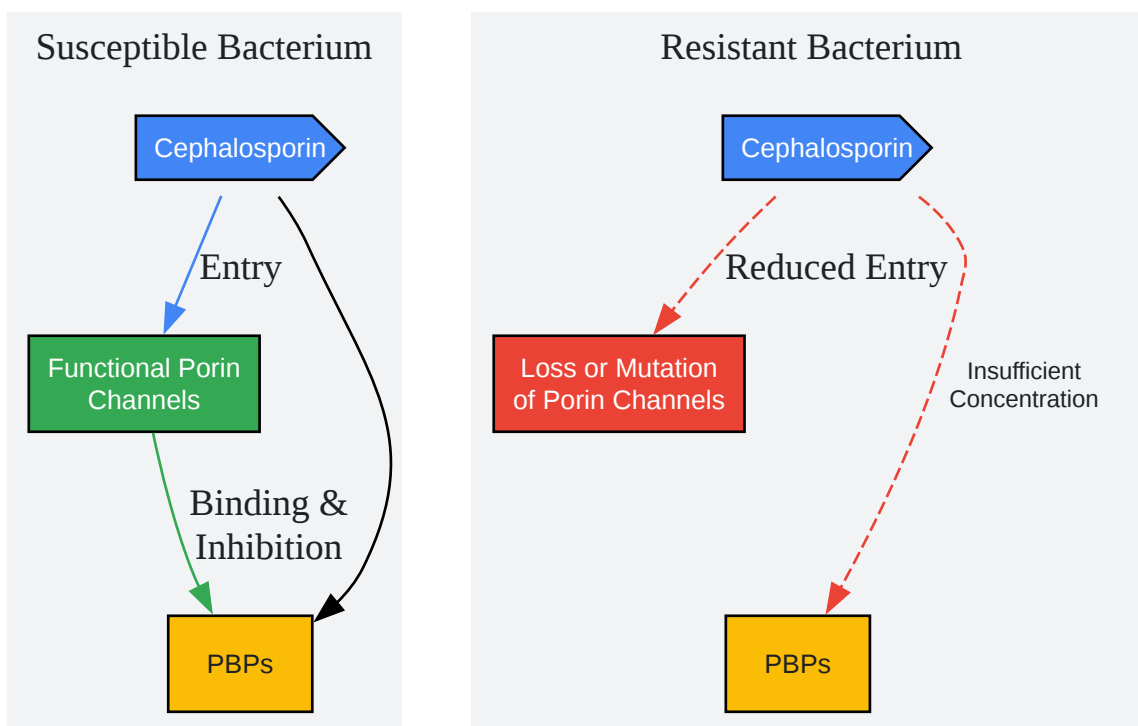 Susceptible Bacterium
Cephalosporin
Entry
Functional Porin
Channels
Binding &
Inhibition
PBPs
Resistant Bacterium
Cephalosporin
Reduced Entry
Loss or Mutation
of Porin Channels
Insufficient
Concentration
PBPs